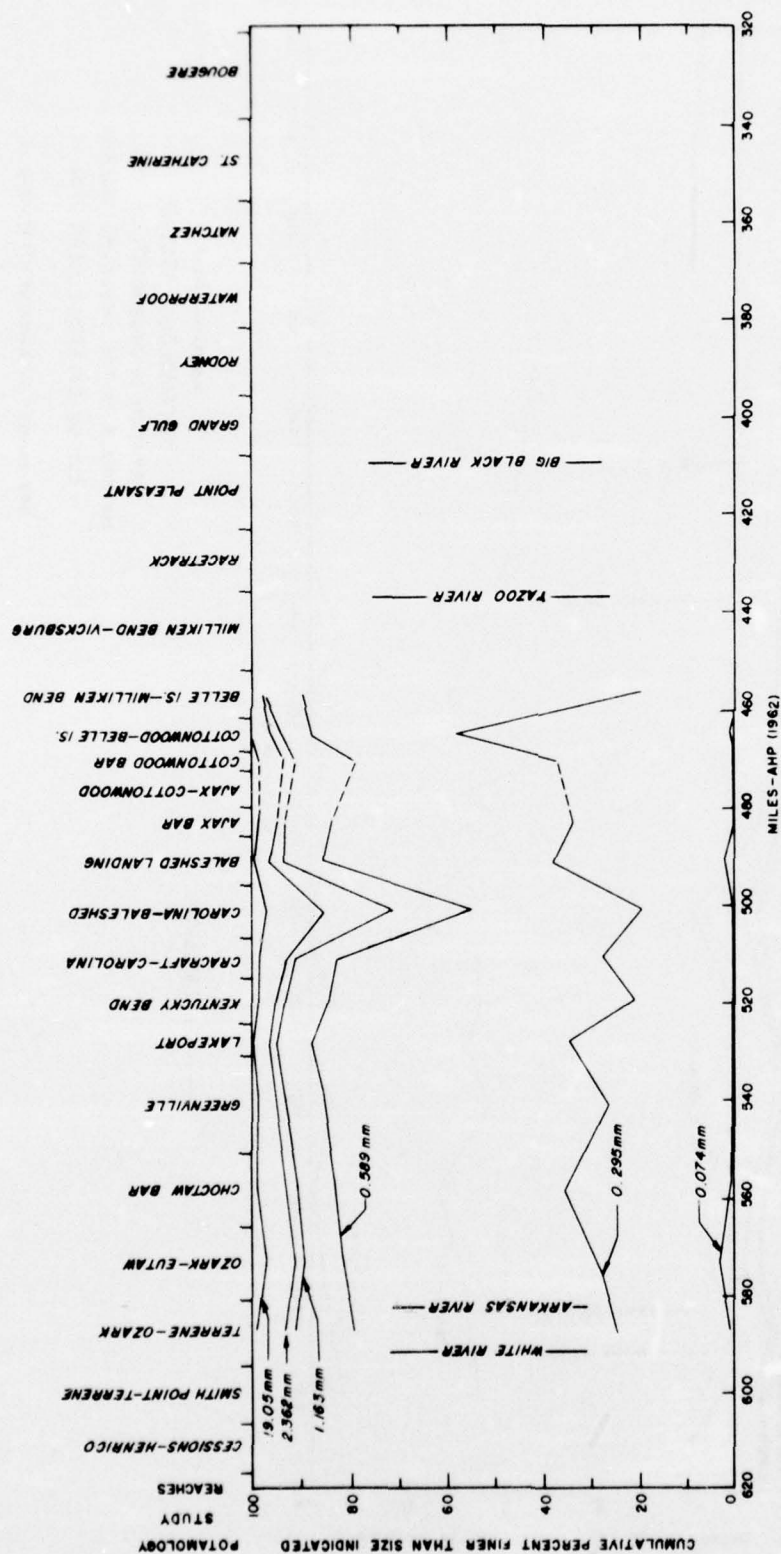 POTAMOLOGY
STUDY
REACHES
CESSIONS-HENRICO
SMITH POINT-TERRENE
TERRENE-OZARK
OZARK-EUTAW
CHOCTAW BAR
GREENVILLE
LAKEPORT
KENTUCKY BEND
CRACRAFT-CAROLINA
CAROLINA-BALESHED
BALESHED LANDING
AJAX BAR
AJAX-COTTONWOOD
COTTONWOOD BAR
COTTONWOOD-BELLE IS.
BELLE IS.-MILLIKEN BEND
MILLIKEN BEND-VICKSBURG
RACETRACK
POINT PLEASANT
GRAND GULF
RODNEY
WATERPROOF
NATCHEZ
ST. CATHERINE
BOUGERE
CUMULATIVE PERCENT FINER THAN SIZE INDICATED
100
80
60
40
20
0
19.05mm
2.362mm
1.163mm
0.589mm
0.295mm
0.074mm
WHITE RIVER
ARKANSAS RIVER
YAZOO RIVER
BIG BLACK RIVER
620
600
580
560
540
520
500
480
460
440
420
400
380
360
340
320
MILES-AHP (1962)